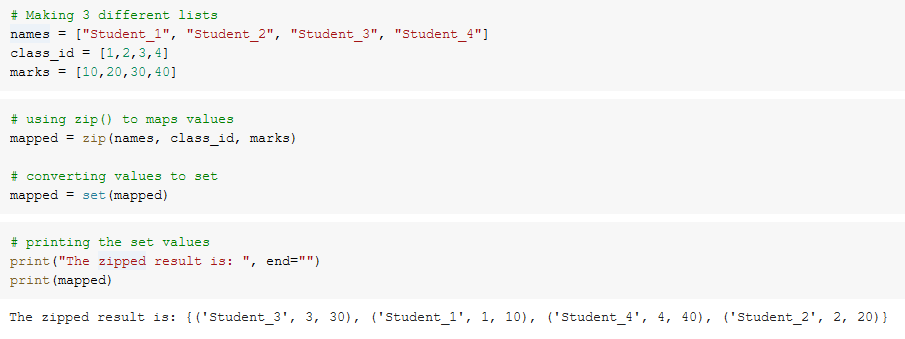 # Making 3 different lists
names = ["Student_1", "Student_2", "Student_3", "Student_4"]
class_id = [1,2,3,4]
marks = [10,20,30,40]
# using zip() to maps values
mapped = zip(names, class_id, marks)
# converting values to set
mapped = set(mapped)
# printing the set values
print("The zipped result is: ", end="")
print(mapped)
The zipped result is: {('Student_3', 3, 30), ('Student_1', 1, 10), ('Student_4', 4, 40), ('Student_2', 2, 20)}